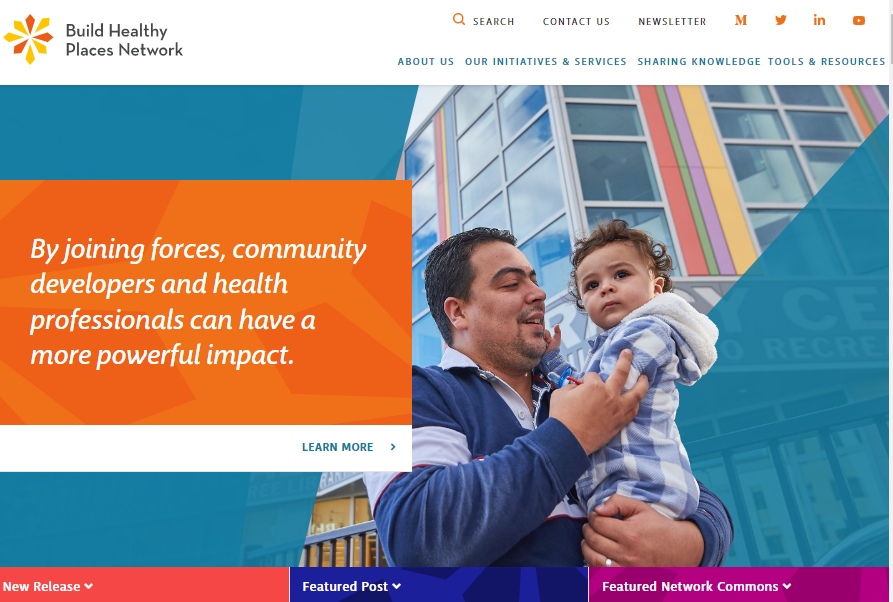 Build Healthy
Places Network
SEARCH
CONTACT US
NEWSLETTER
ABOUT US
OUR INITIATIVES & SERVICES
SHARING KNOWLEDGE
TOOLS & RESOURCES
By joining forces, community
developers and health
professionals can have a
more powerful impact.
LEARN MORE
New Release
Featured Post
Featured Network Commons